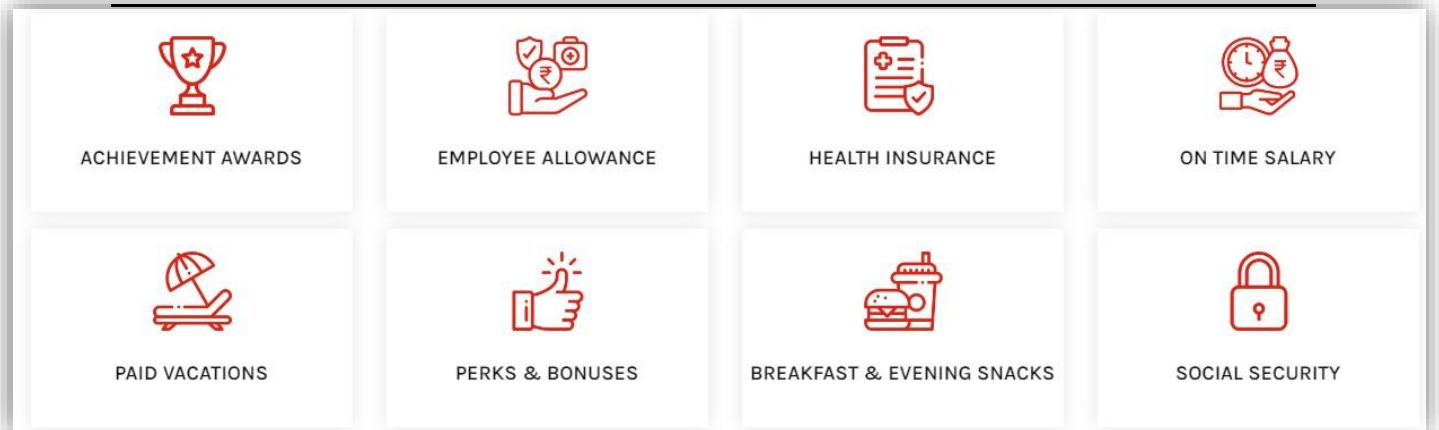 ACHIEVEMENT AWARDS
EMPLOYEE ALLOWANCE
HEALTH INSURANCE
ON TIME SALARY
PAID VACATIONS
PERKS & BONUSES
BREAKFAST & EVENING SNACKS
SOCIAL SECURITY